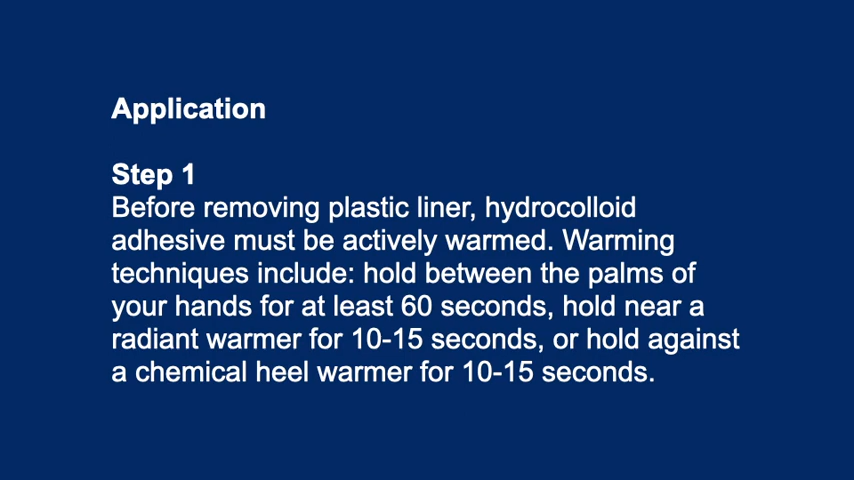 Application
Step 1
Before removing plastic liner, hydrocolloid
adhesive must be actively warmed. Warming
techniques include: hold between the palms of
your hands for at least 60 seconds, hold near a
radiant warmer for 10-15 seconds, or hold against
a chemical heel warmer for 10-15 seconds.